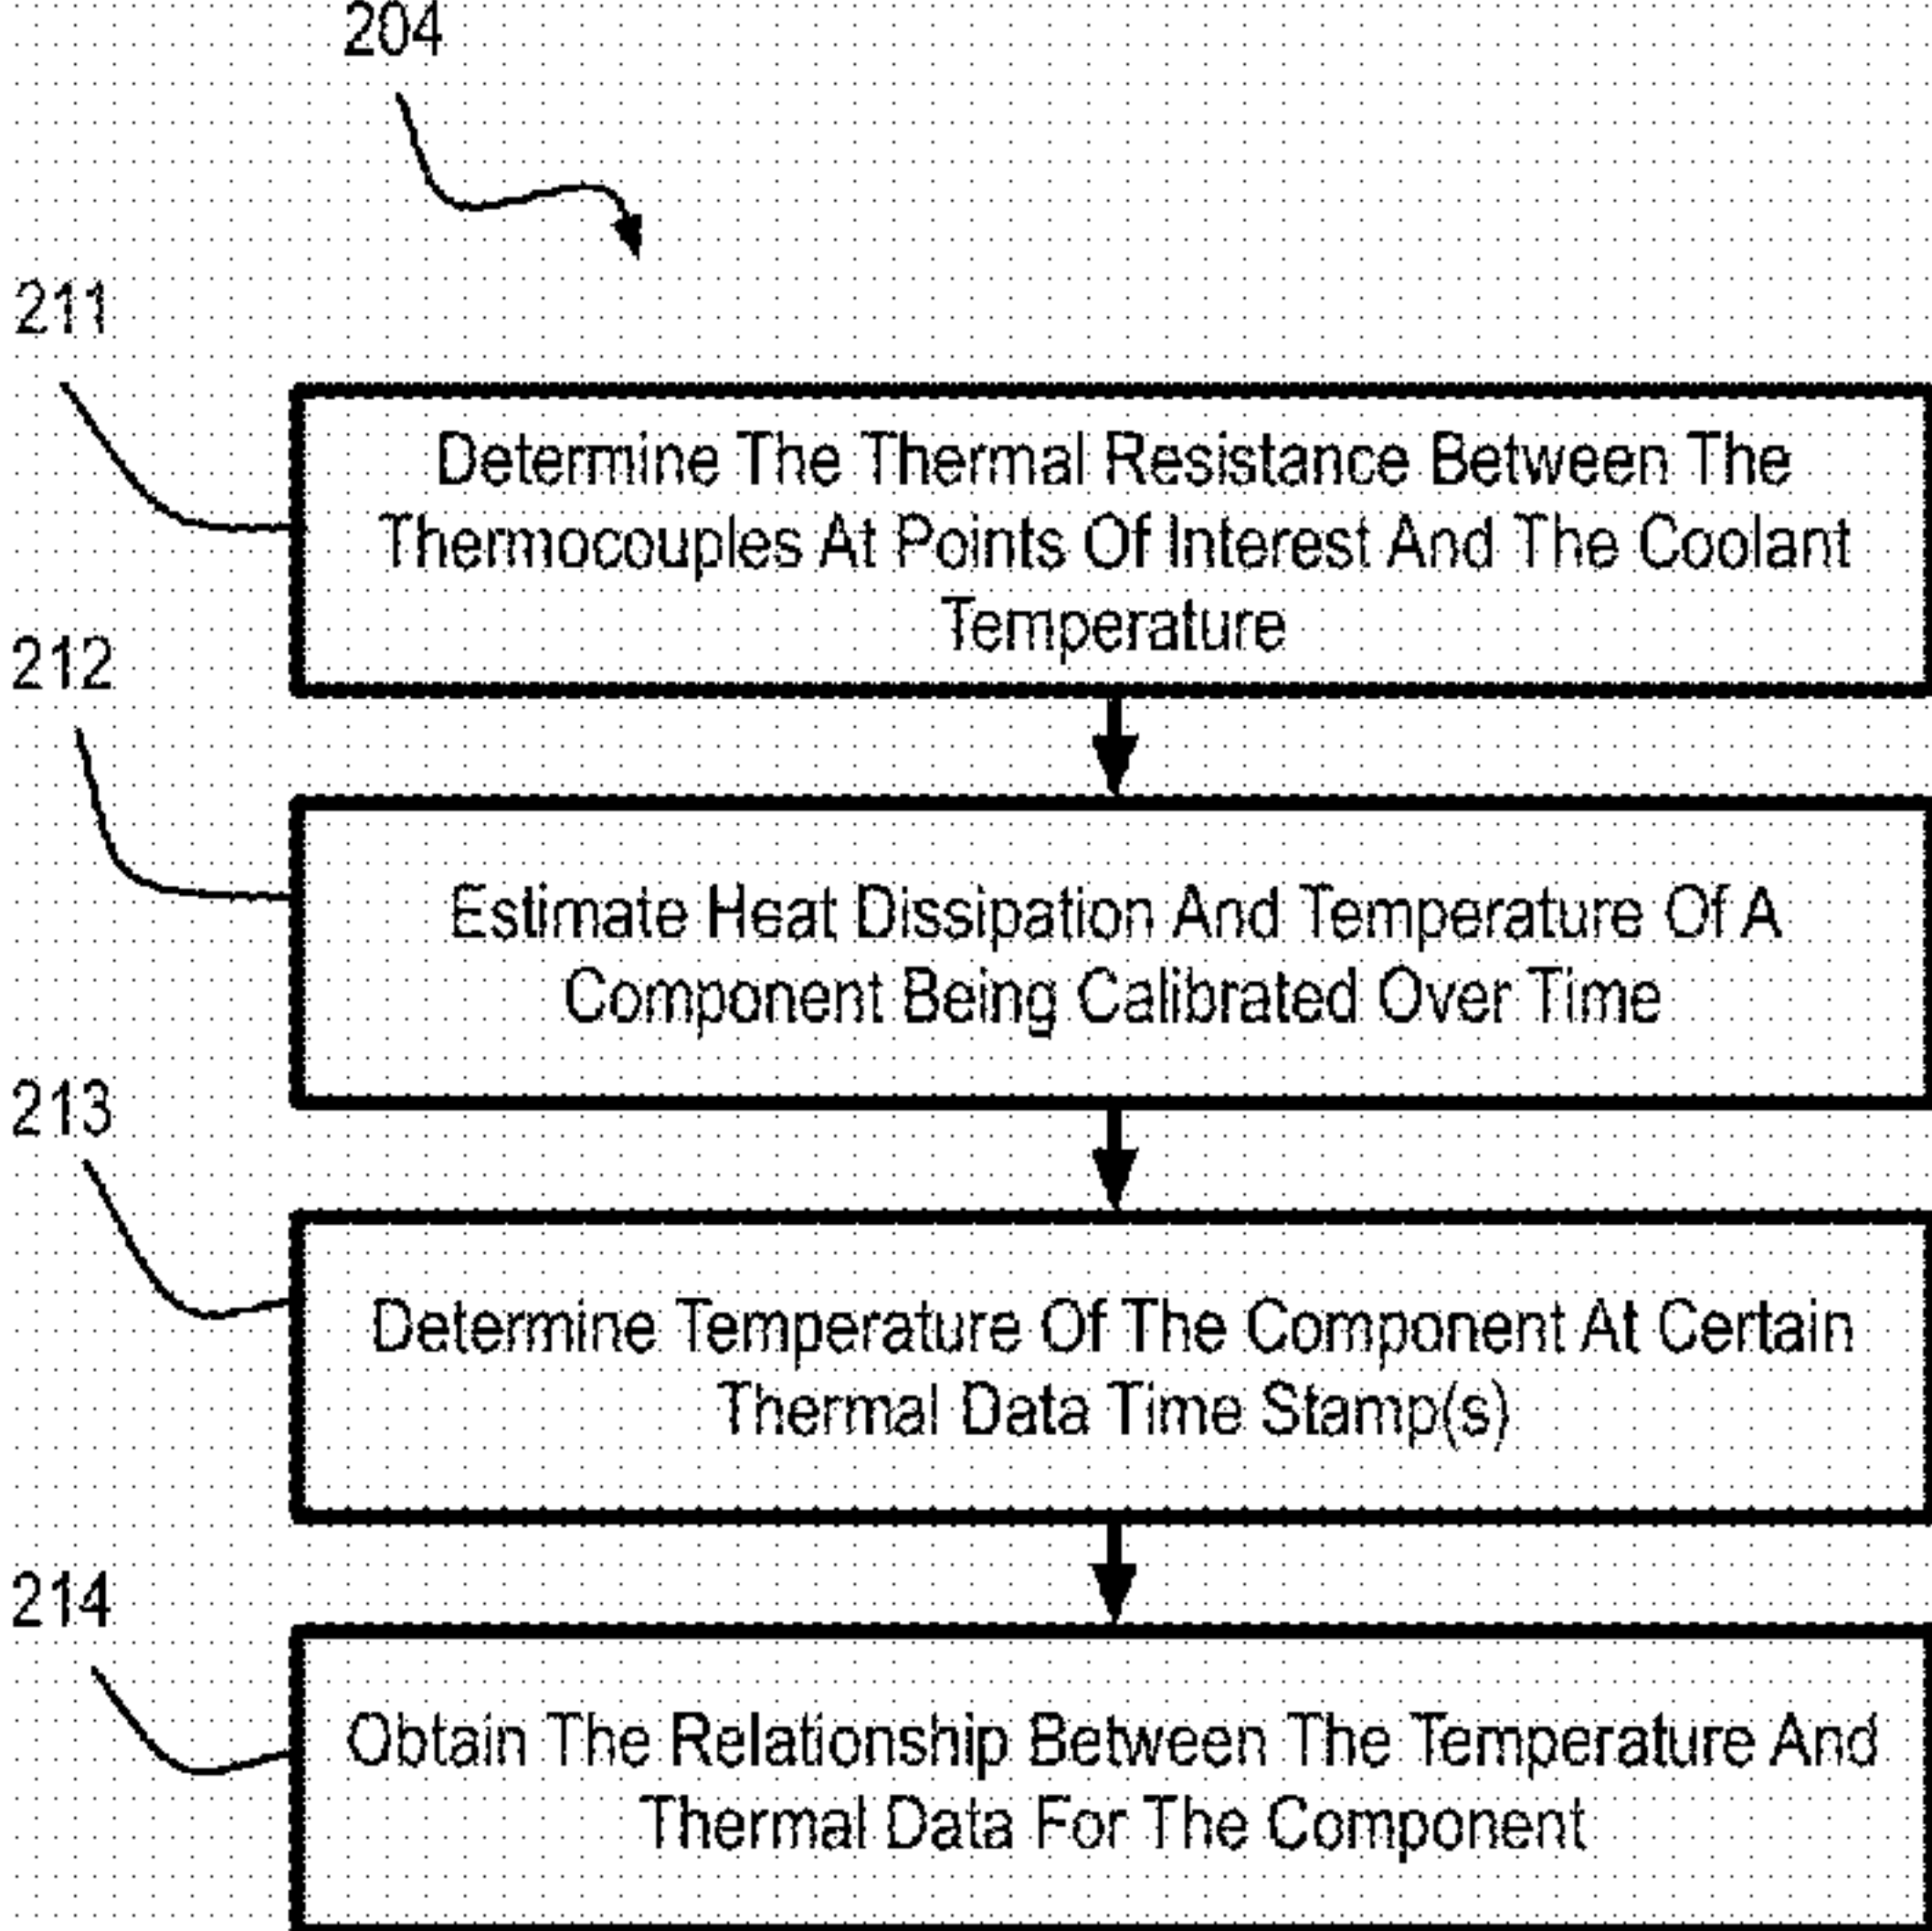 204
211
Determine The Thermal Resistance Between The
Thermocouples At Points Of Interest And The Coolant
Temperature
212
Estimate Heat Dissipation And Temperature Of A
Component Being Calibrated Over Time
213
Determine Temperature Of The Component At Certain
Thermal Data Time Stamp(s)
214
Obtain The Relationship Between The Temperature And
Thermal Data For The Component